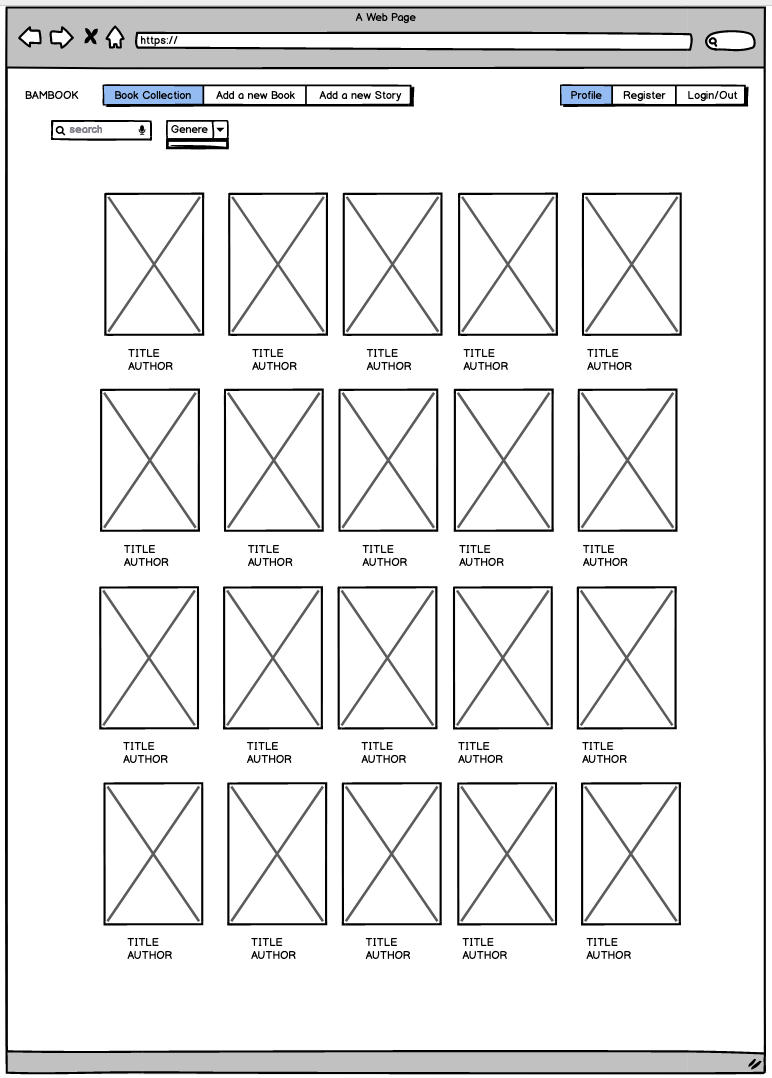 A Web Page
https://
BAMBOOK Book Collection Add a new Book Add a new Story Profile Register Login/Out
search Genere
TITLE TITLE TITLE TITLE TITLE
AUTHOR AUTHOR AUTHOR AUTHOR AUTHOR
TITLE TITLE TITLE TITLE TITLE
AUTHOR AUTHOR AUTHOR AUTHOR AUTHOR
TITLE TITLE TITLE TITLE TITLE
AUTHOR AUTHOR AUTHOR AUTHOR AUTHOR
TITLE TITLE TITLE TITLE TITLE
AUTHOR AUTHOR AUTHOR AUTHOR AUTHOR